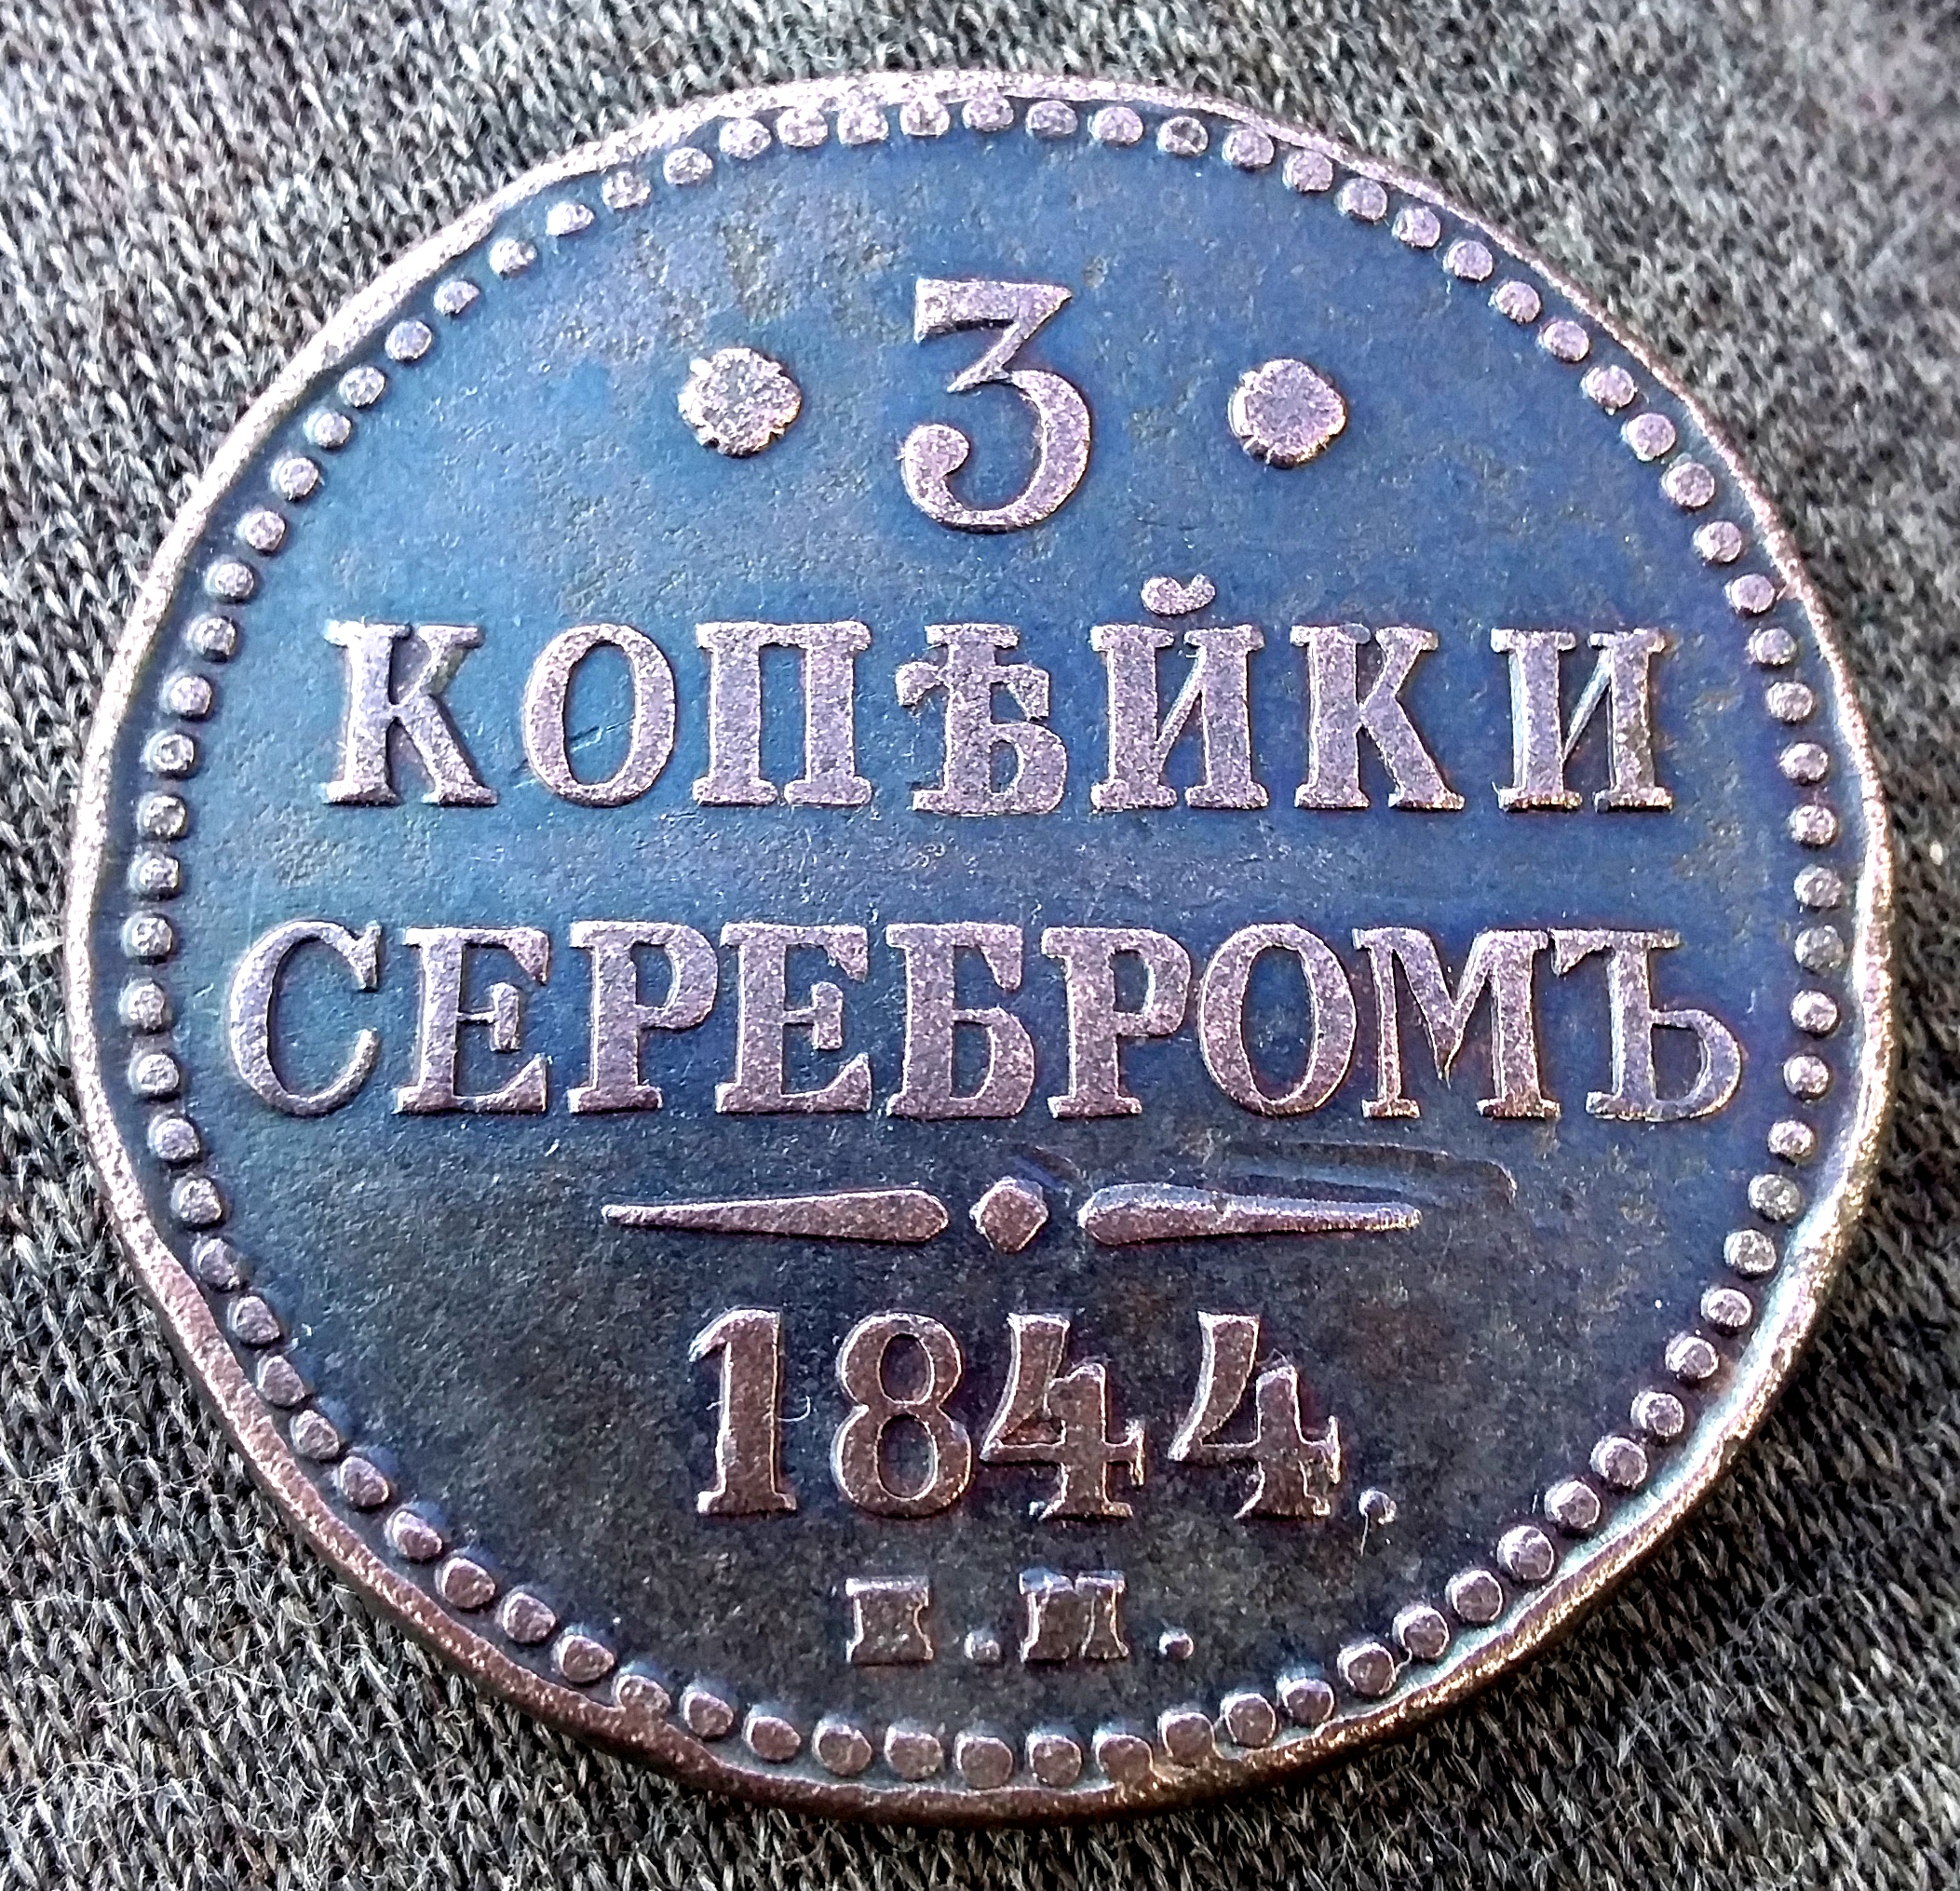 · 3 ·
КОПѢЙКИ
СЕРЕБРОМЪ
1844.
Е.М.